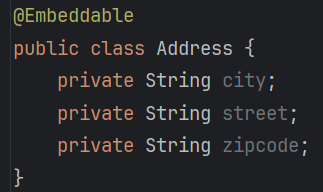 @Embeddable
public class Address {
    private String city;
    private String street;
    private String zipcode;
}